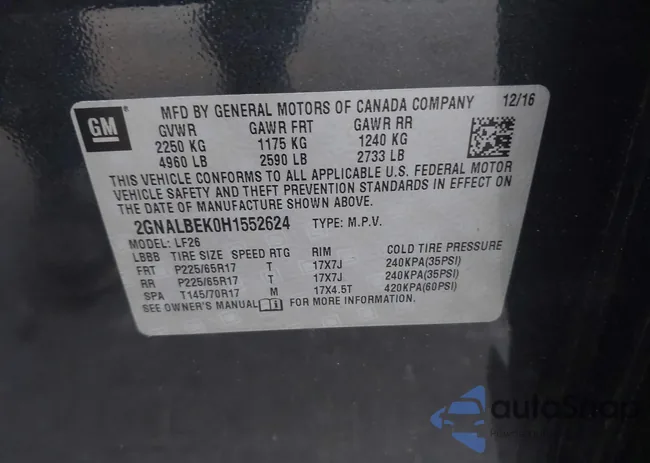 GM
MFD BY GENERAL MOTORS OF CANADA COMPANY 12/16
GVWR GAWR FRT GAWR RR
2250 KG 1175 KG 1240 KG
4960 LB 2590 LB 2733 LB
THIS VEHICLE CONFORMS TO ALL APPLICABLE U.S. FEDERAL MOTOR
VEHICLE SAFETY AND THEFT PREVENTION STANDARDS IN EFFECT ON
THE DATE OF MANUFACTURE SHOWN ABOVE.
2GNALBEK0H1552624 TYPE: M.P.V.
MODEL: LF26
LBBB TIRE SIZE SPEED RTG RIM COLD TIRE PRESSURE
FRT P225/65R17 T 17X7J 240KPA(35PSI)
RR P225/65R17 T 17X7J 240KPA(35PSI)
SPA T145/70R17 M 17X4.5T 420KPA(60PSI)
SEE OWNER'S MANUAL FOR MORE INFORMATION.
autoSnap